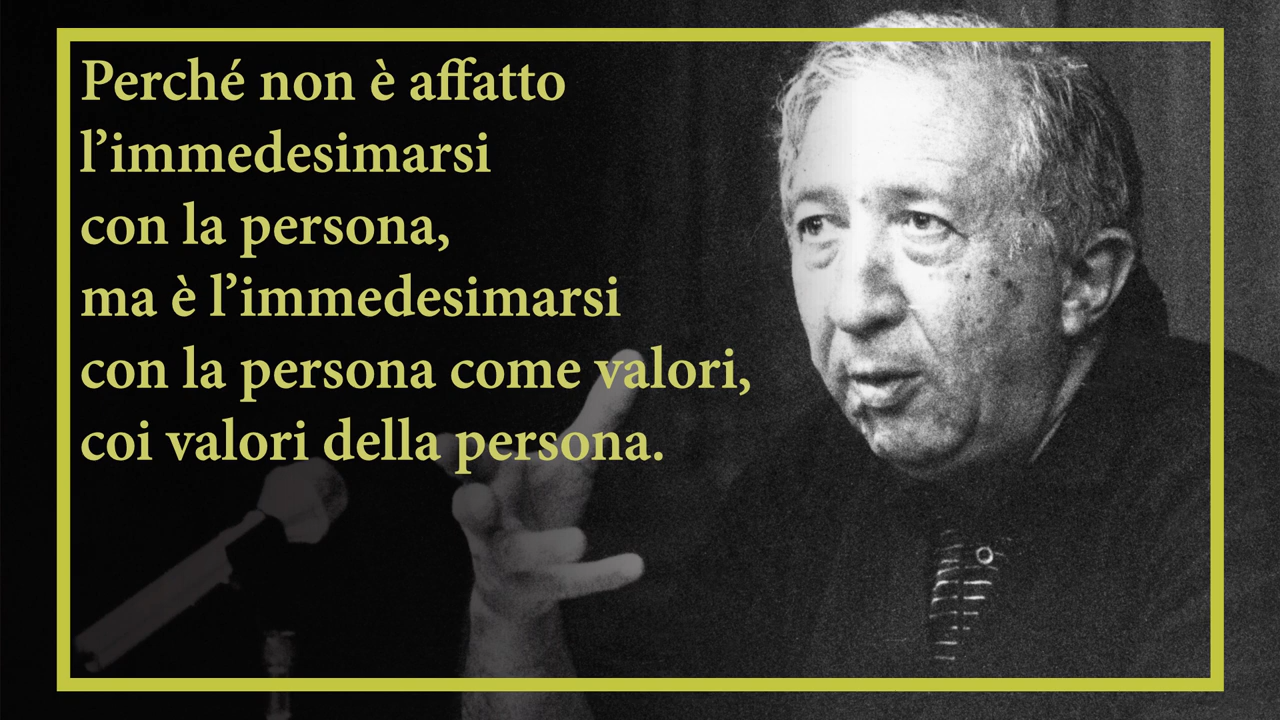 Perché non è affatto
l’immedesimarsi
con la persona,
ma è l’immedesimarsi
con la persona come valori,
coi valori della persona.